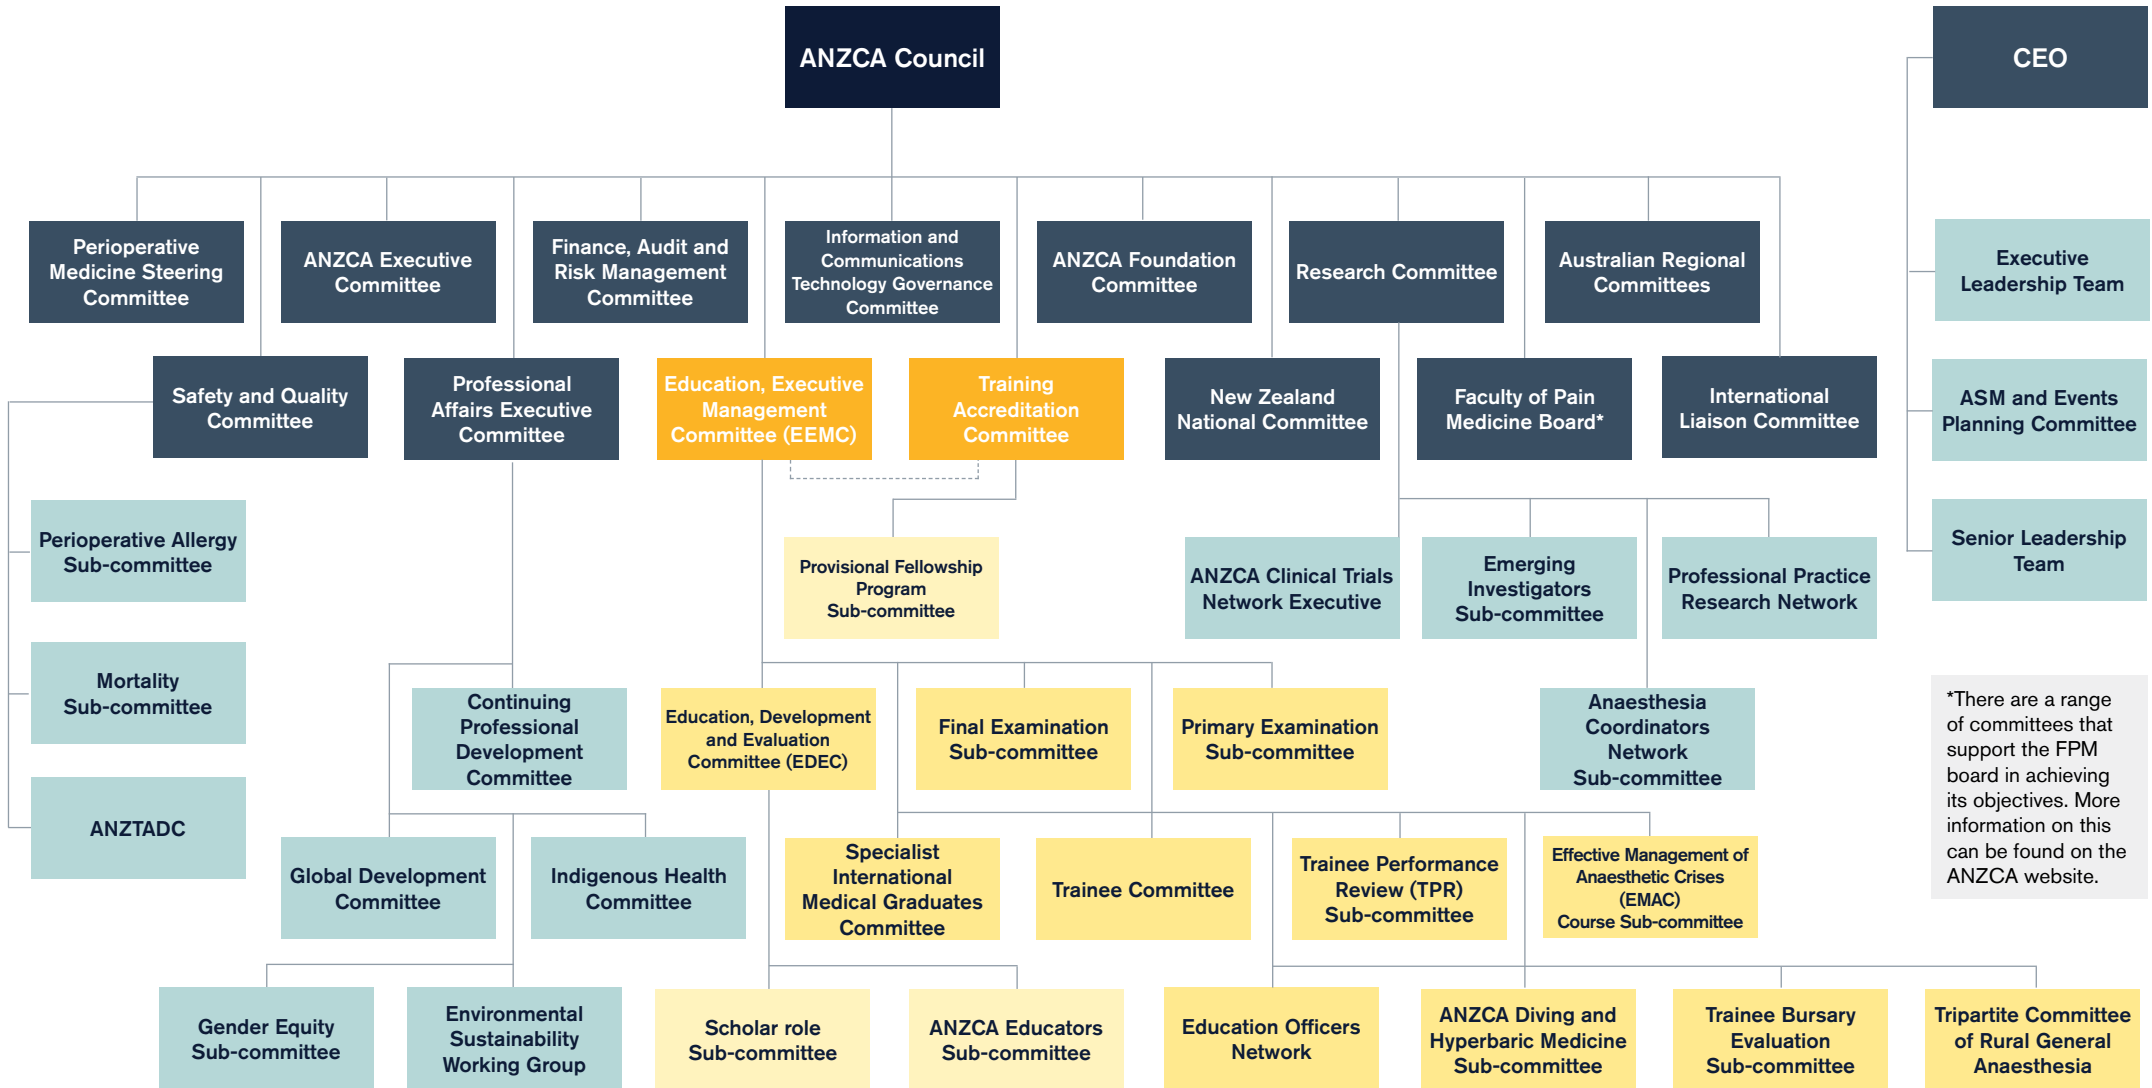 ANZCA Council
CEO
Perioperative
Medicine Steering
Committee
ANZCA Executive
Committee
Finance, Audit and
Risk Management
Committee
Information and
Communications
Technology Governance
Committee
ANZCA Foundation
Committee
Research Committee
Australian Regional
Committees
Executive
Leadership Team
Safety and Quality
Committee
Professional
Affairs Executive
Committee
Education, Executive
Management
Committee (EEMC)
Training
Accreditation
Committee
New Zealand
National Committee
Faculty of Pain
Medicine Board*
International
Liaison Committee
ASM and Events
Planning Committee
Perioperative Allergy
Sub-committee
Provisional Fellowship
Program
Sub-committee
ANZCA Clinical Trials
Network Executive
Emerging
Investigators
Sub-committee
Professional Practice
Research Network
Senior Leadership
Team
Mortality
Sub-committee
Continuing
Professional
Development
Committee
Education, Development
and Evaluation
Committee (EDEC)
Final Examination
Sub-committee
Primary Examination
Sub-committee
Anaesthesia
Coordinators
Network
Sub-committee
*There are a range
of committees that
support the FPM
board in achieving
its objectives. More
information on this
can be found on the
ANZCA website.
ANZTADC
Global Development
Committee
Indigenous Health
Committee
Specialist
International
Medical Graduates
Committee
Trainee Committee
Trainee Performance
Review (TPR)
Sub-committee
Effective Management of
Anaesthetic Crises
(EMAC)
Course Sub-committee
Gender Equity
Sub-committee
Environmental
Sustainability
Working Group
Scholar role
Sub-committee
ANZCA Educators
Sub-committee
Education Officers
Network
ANZCA Diving and
Hyperbaric Medicine
Sub-committee
Trainee Bursary
Evaluation
Sub-committee
Tripartite Committee
of Rural General
Anaesthesia